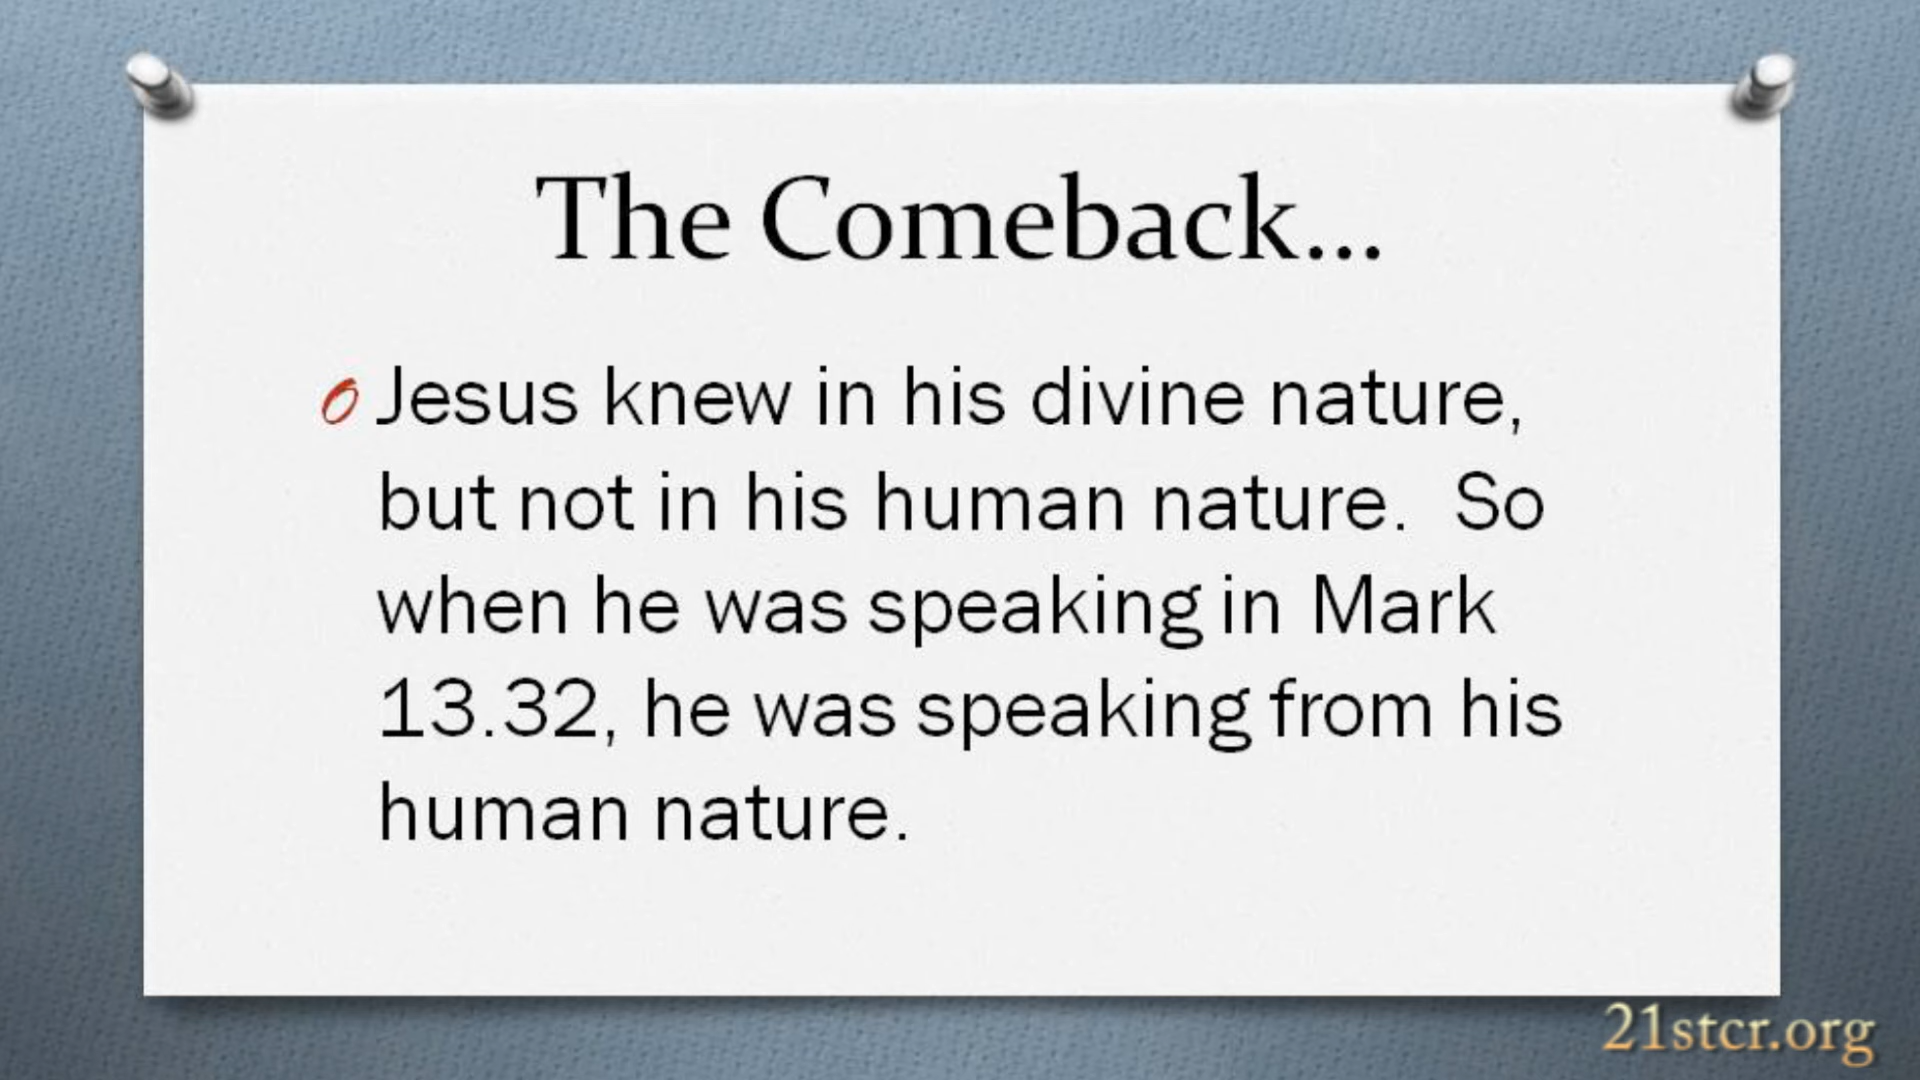 The Comeback...
Jesus knew in his divine nature,
but not in his human nature.  So
when he was speaking in Mark
13.32, he was speaking from his
human nature.
21stcr.org